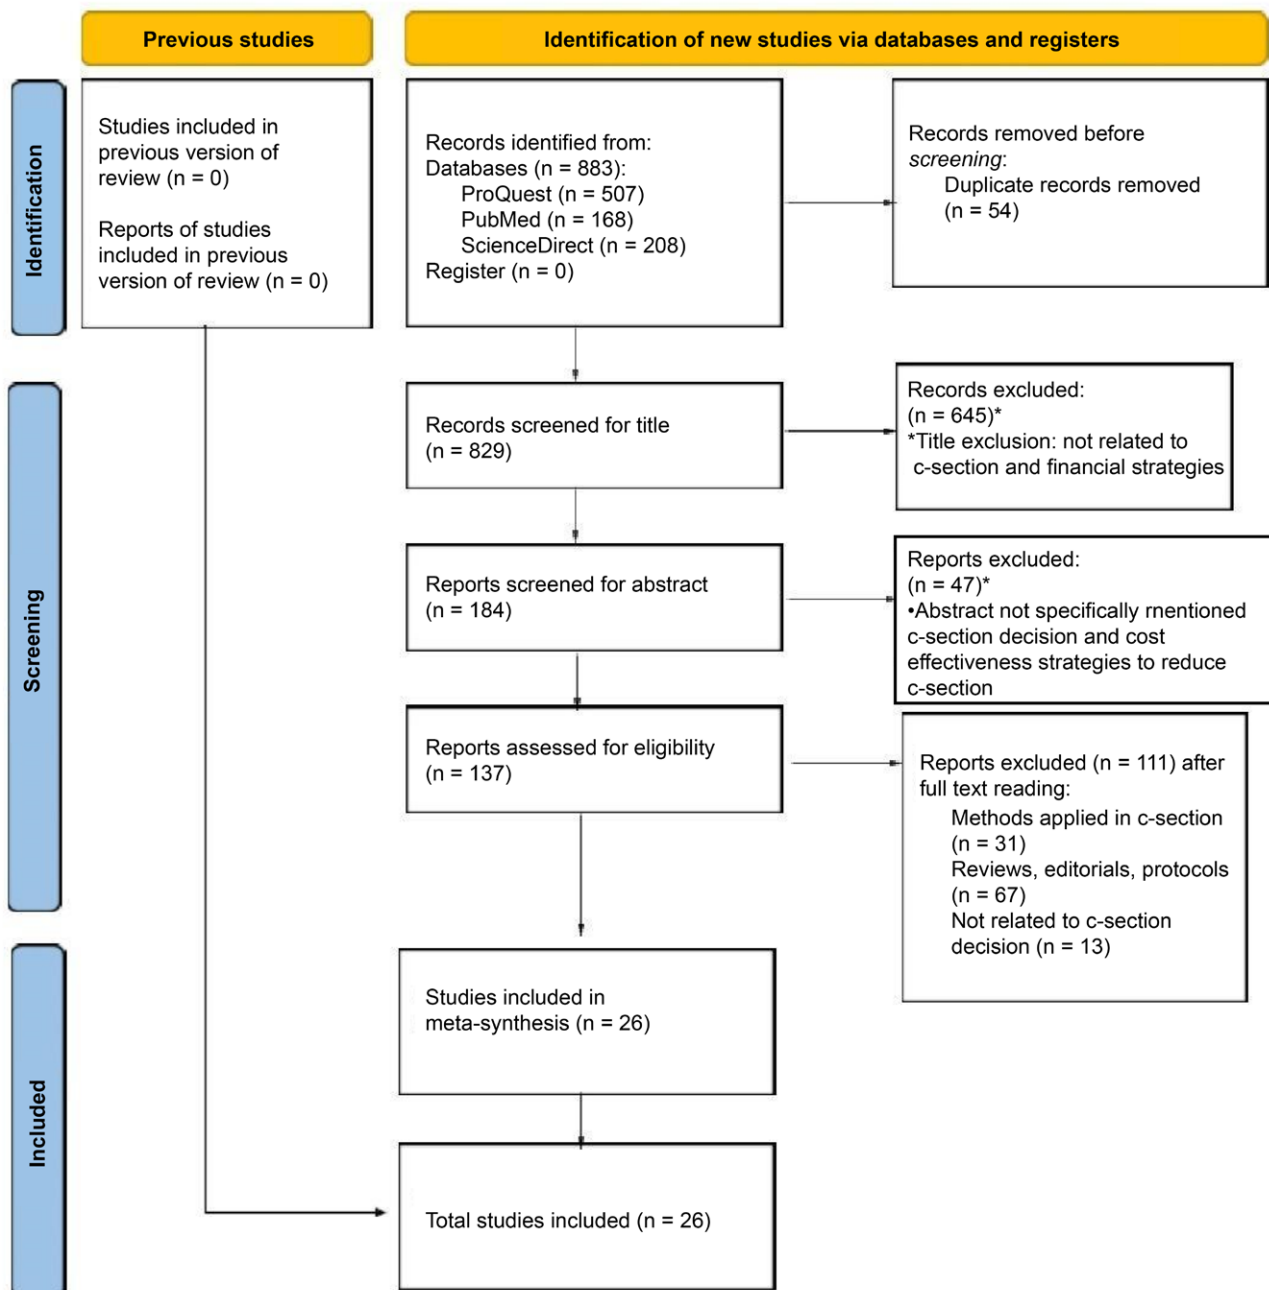 Previous studies
Identification of new studies via databases and registers
Identification
Studies included in
previous version of
review (n = 0)
Reports of studies
included in previous
version of review (n = 0)
Records identified from:
Databases (n = 883):
ProQuest (n = 507)
PubMed (n = 168)
ScienceDirect (n = 208)
Register (n = 0)
Records removed before
screening:
Duplicate records removed
(n = 54)
Screening
Records screened for title
(n = 829)
Records excluded:
(n = 645)*
*Title exclusion: not related to
c-section and financial strategies
Reports screened for abstract
(n = 184)
Reports excluded:
(n = 47)*
•Abstract not specifically mentioned
c-section decision and cost
effectiveness strategies to reduce
c-section
Reports assessed for eligibility
(n = 137)
Reports excluded (n = 111) after
full text reading:
Methods applied in c-section
(n = 31)
Reviews, editorials, protocols
(n = 67)
Not related to c-section
decision (n = 13)
Included
Studies included in
meta-synthesis (n = 26)
Total studies included (n = 26)